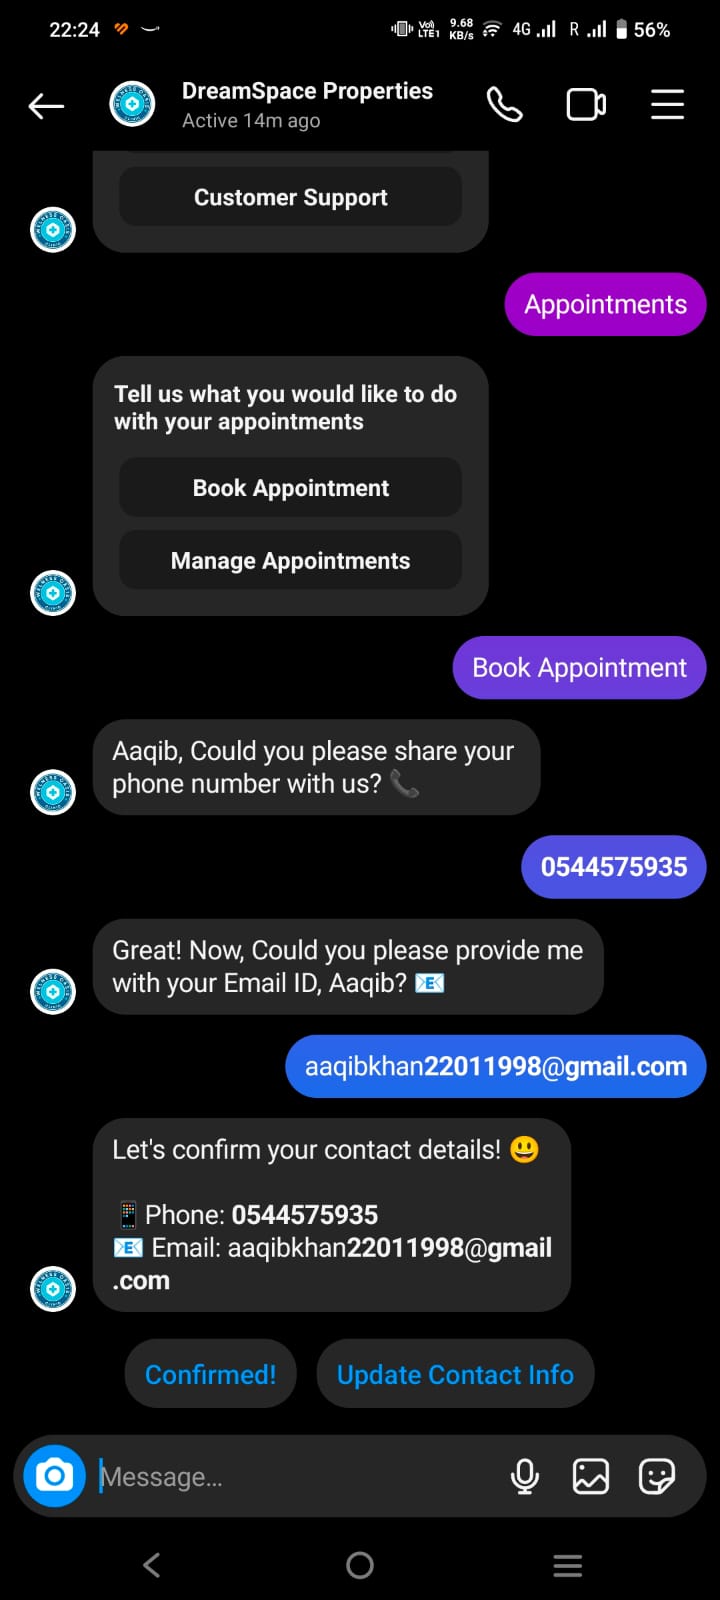 22:24
Vo) LTE1 9.68 KB/s 4G R 56%
DreamSpace Properties
Active 14m ago
Customer Support
Appointments
Tell us what you would like to do
with your appointments
Book Appointment
Manage Appointments
Book Appointment
Aaqib, Could you please share your
phone number with us? 📞
0544575935
Great! Now, Could you please provide me
with your Email ID, Aaqib? 📧
aaqibkhan22011998@gmail.com
Let's confirm your contact details! 😃
📱 Phone: 0544575935
📧 Email: aaqibkhan22011998@gmail
.com
Confirmed!
Update Contact Info
Message...